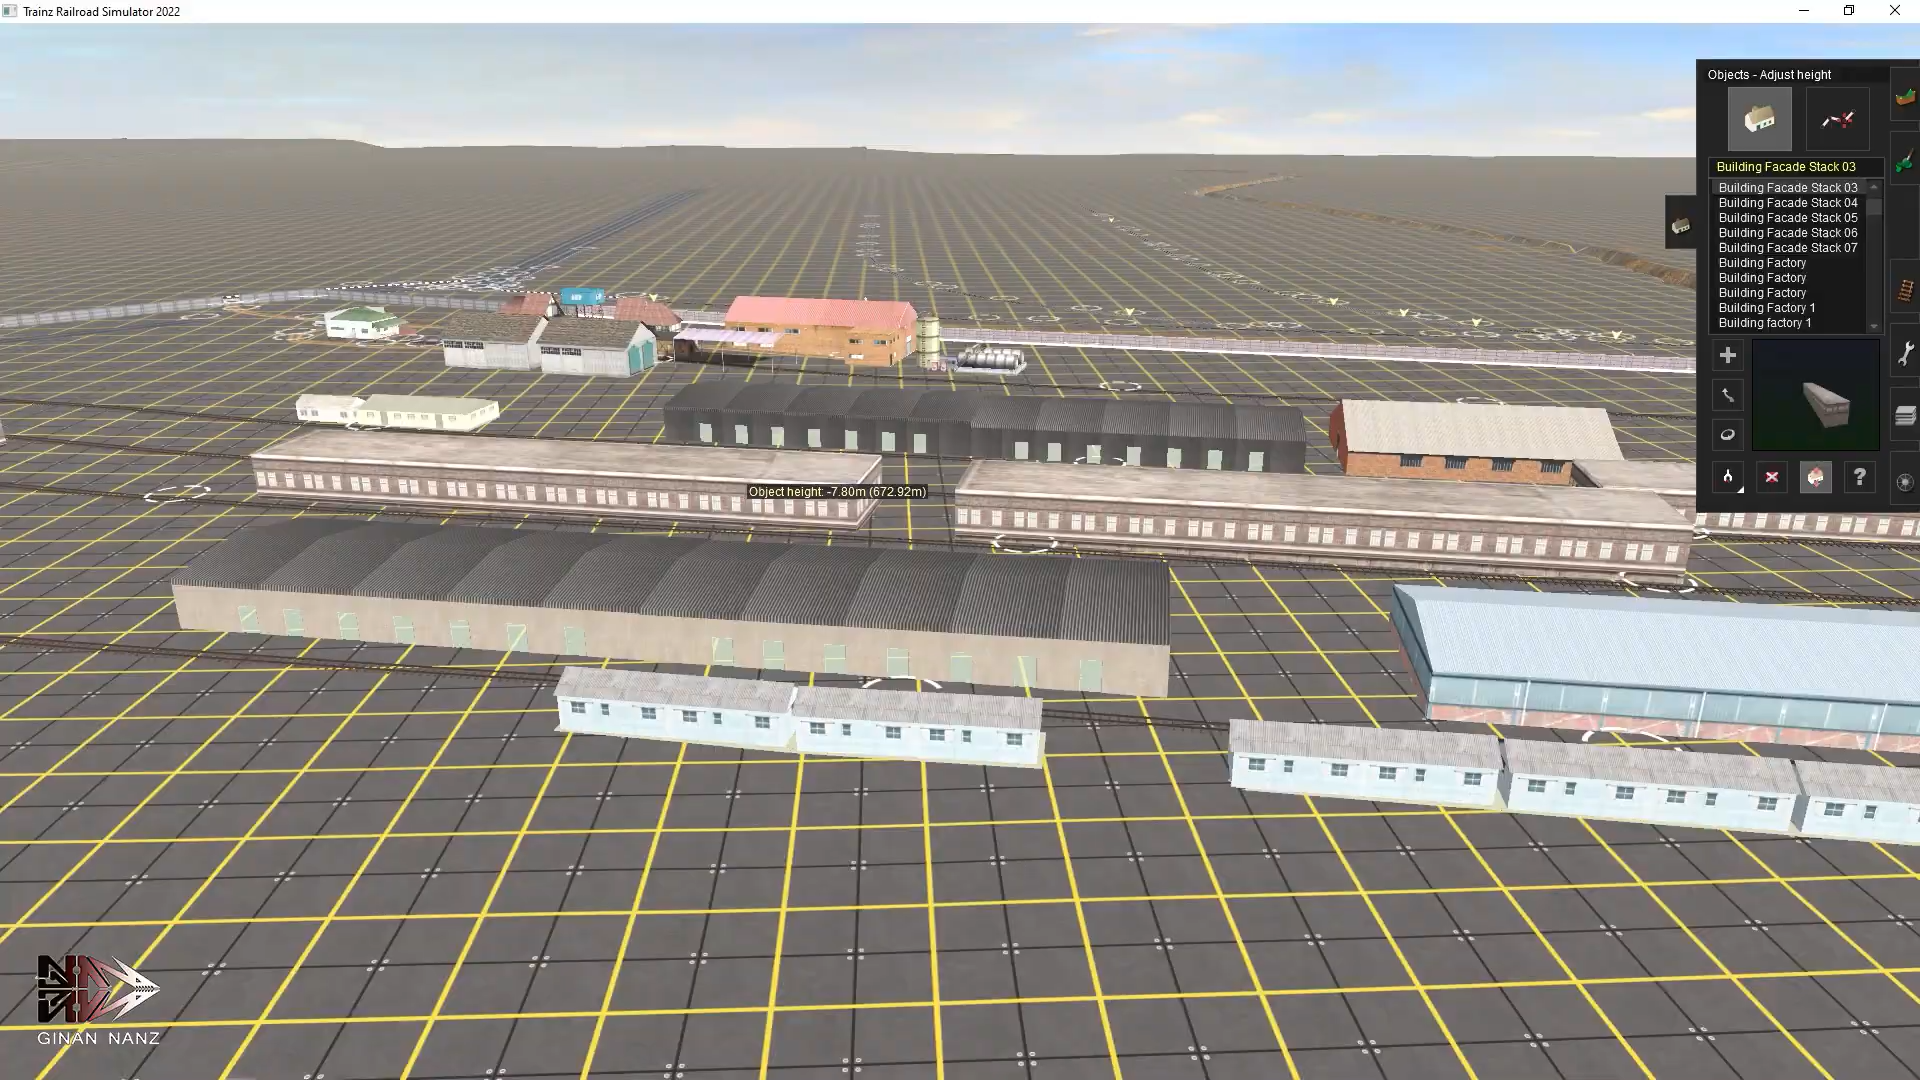 Trainz Railroad Simulator 2022
Objects - Adjust height
Building Facade Stack 03
Building Facade Stack 03
Building Facade Stack 04
Building Facade Stack 05
Building Facade Stack 06
Building Facade Stack 07
Building Factory
Building Factory
Building Factory
Building Factory 1
Building factory 1
?
Object height: -7.80m (672.92m)
GINAN NANZ